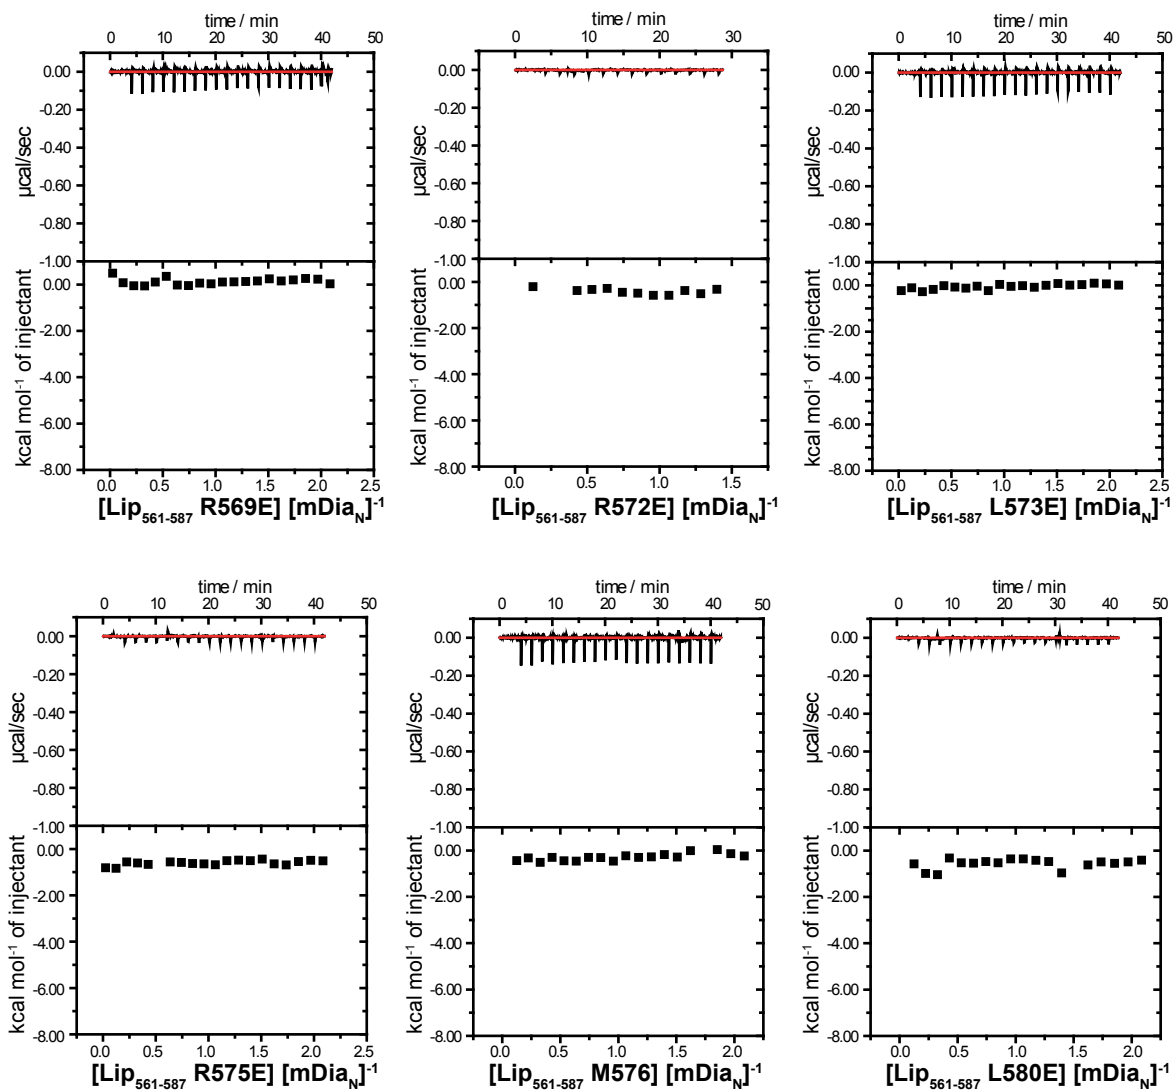 time / min
0 10 20 30 40 50
0.00
-0.20
-0.40
-0.60
-0.80
-1.00
µcal/sec
0.00
-2.00
-4.00
-6.00
-8.00
kcal mol⁻¹ of injectant
0.0 0.5 1.0 1.5 2.0 2.5
[Lip₅₆₁₋₅₈₇ R569E] [mDia_N]⁻¹
time / min
0 10 20 30
0.00
-0.20
-0.40
-0.60
-0.80
-1.00
µcal/sec
0.00
-2.00
-4.00
-6.00
-8.00
kcal mol⁻¹ of injectant
0.0 0.5 1.0 1.5
[Lip₅₆₁₋₅₈₇ R572E] [mDia_N]⁻¹
time / min
0 10 20 30 40 50
0.00
-0.20
-0.40
-0.60
-0.80
-1.00
µcal/sec
0.00
-2.00
-4.00
-6.00
-8.00
kcal mol⁻¹ of injectant
0.0 0.5 1.0 1.5 2.0 2.5
[Lip₅₆₁₋₅₈₇ L573E] [mDia_N]⁻¹
time / min
0 10 20 30 40 50
0.00
-0.20
-0.40
-0.60
-0.80
-1.00
µcal/sec
0.00
-2.00
-4.00
-6.00
-8.00
kcal mol⁻¹ of injectant
0.0 0.5 1.0 1.5 2.0 2.5
[Lip₅₆₁₋₅₈₇ R575E] [mDia_N]⁻¹
time / min
0 10 20 30 40 50
0.00
-0.20
-0.40
-0.60
-0.80
-1.00
µcal/sec
0.00
-2.00
-4.00
-6.00
-8.00
kcal mol⁻¹ of injectant
0.0 0.5 1.0 1.5 2.0
[Lip₅₆₁₋₅₈₇ M576] [mDia_N]⁻¹
time / min
0 10 20 30 40 50
0.00
-0.20
-0.40
-0.60
-0.80
-1.00
µcal/sec
0.00
-2.00
-4.00
-6.00
-8.00
kcal mol⁻¹ of injectant
0.0 0.5 1.0 1.5 2.0
[Lip₅₆₁₋₅₈₇ L580E] [mDia_N]⁻¹